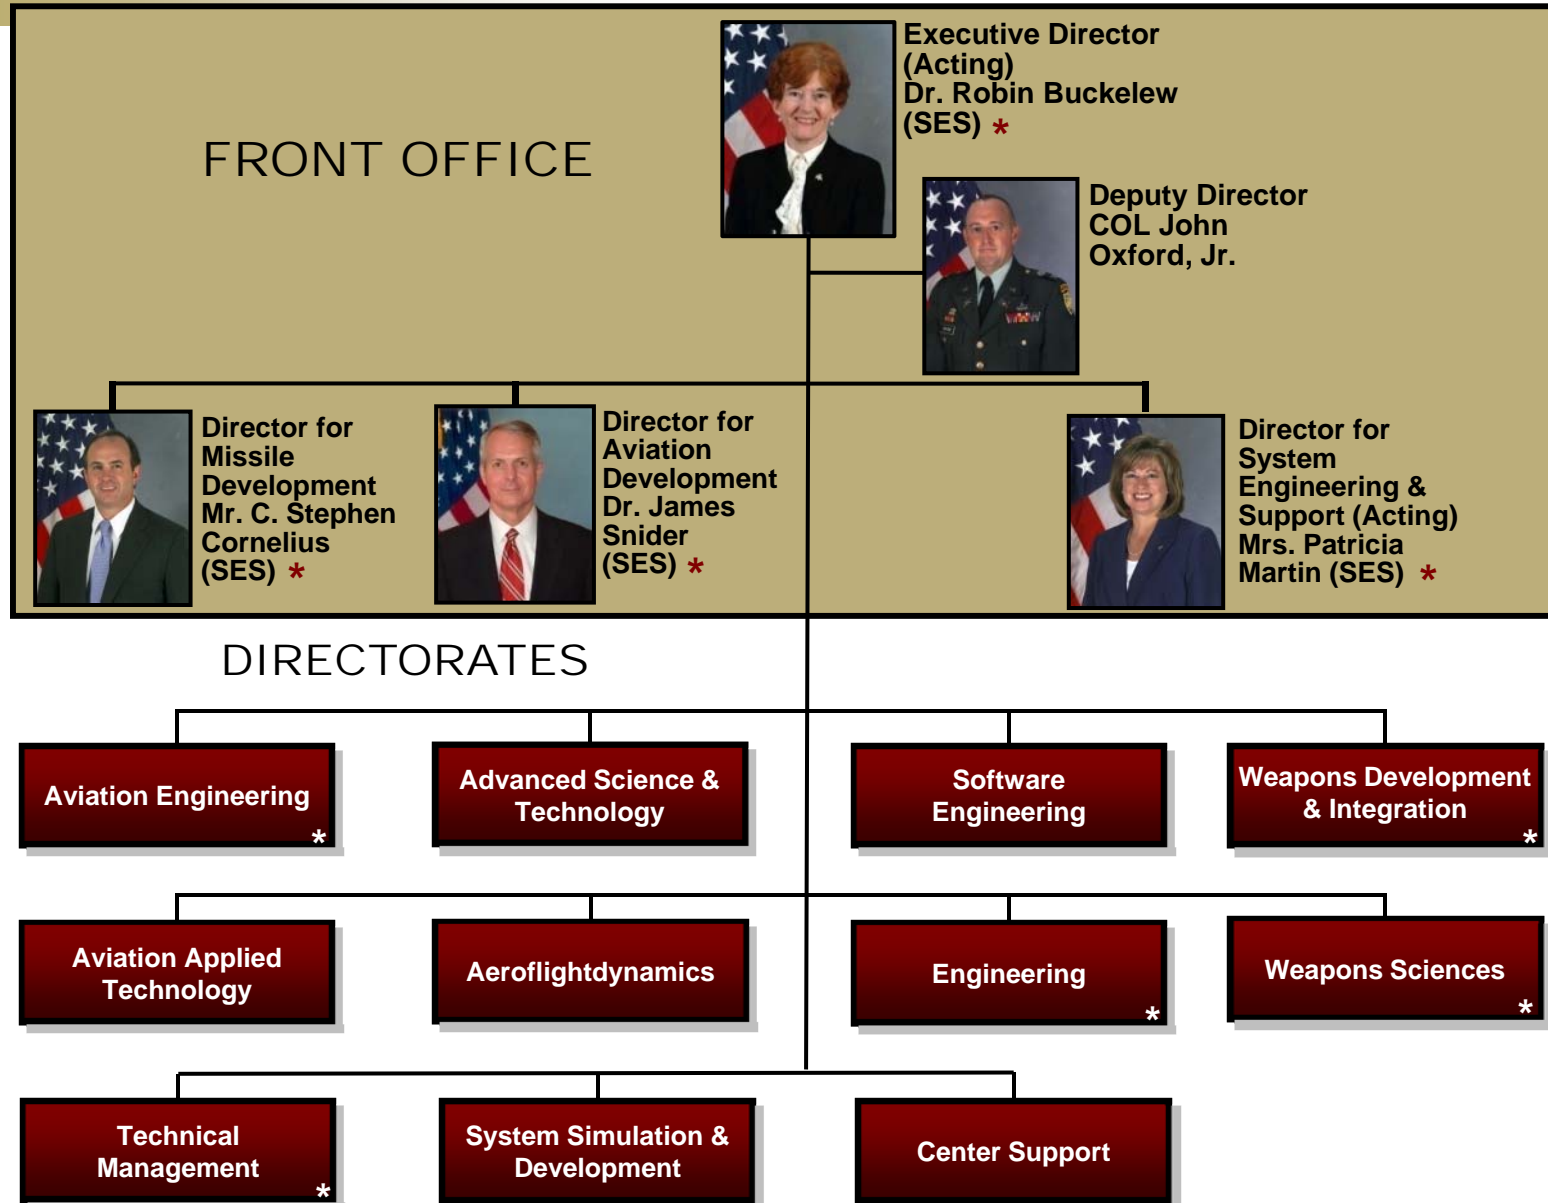 Executive Director
(Acting)
Dr. Robin Buckelew
(SES) *
FRONT OFFICE
Deputy Director
COL John
Oxford, Jr.
Director for
Missile
Development
Mr. C. Stephen
Cornelius
(SES) *
Director for
Aviation
Development
Dr. James
Snider
(SES) *
Director for
System
Engineering &
Support (Acting)
Mrs. Patricia
Martin (SES) *
DIRECTORATES
Aviation Engineering
*
Advanced Science &
Technology
Software
Engineering
Weapons Development
& Integration
*
Aviation Applied
Technology
Aeroflightdynamics
Engineering
*
Weapons Sciences
*
Technical
Management
*
System Simulation &
Development
Center Support